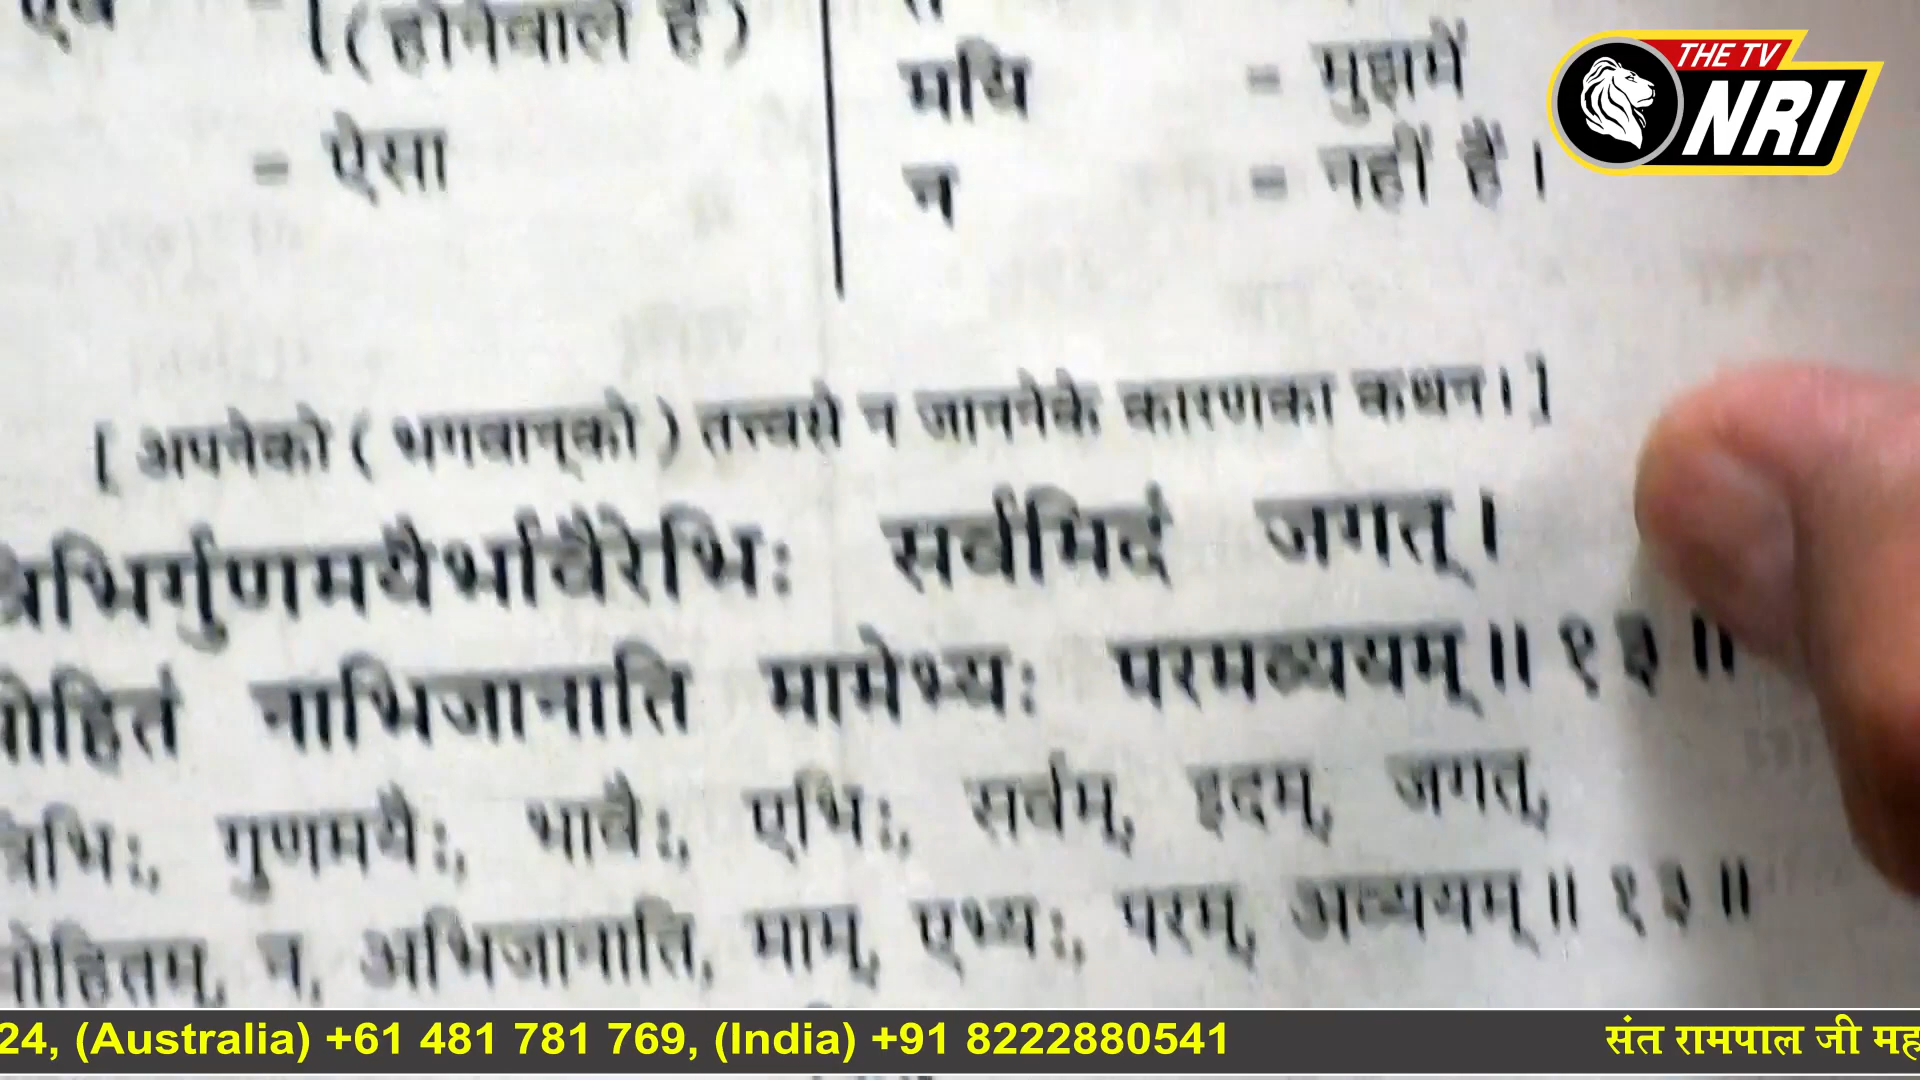 (होनेवाले हैं)
= ऐसा
मयि = मुझमें
न = नहीं हैं।
[ अपनेको ( भगवान्‌को ) तत्त्वसे न जाननेके कारणका कथन।]
त्रिभिर्गुणमयैर्भावैरेभिः सर्वमिदं जगत्।
मोहितं नाभिजानाति मामेभ्यः परमव्ययम्॥ १३॥
त्रिभिः, गुणमयैः, भावैः, एभिः, सर्वम्, इदम्, जगत्,
मोहितम्, न, अभिजानाति, माम्, एभ्यः, परम्, अव्ययम्॥ १३॥
THE TV
NRI
24, (Australia) +61 481 781 769, (India) +91 8222880541 संत रामपाल जी मह